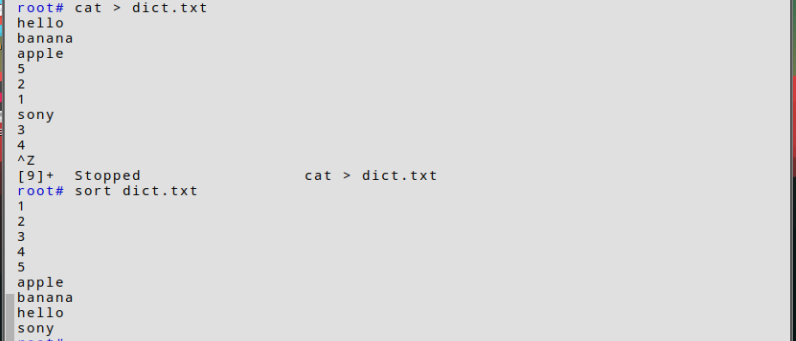 root# cat > dict.txt
hello
banana
apple
5
2
1
sony
3
4
^Z
[9]+  Stopped                 cat > dict.txt
root# sort dict.txt
1
2
3
4
5
apple
banana
hello
sony